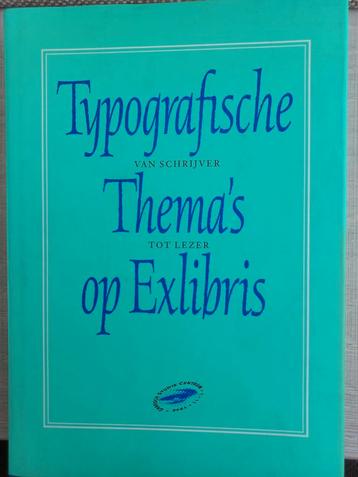 Typografische
VAN SCHRIJVER
Thema's
TOT LEZER
op Exlibris